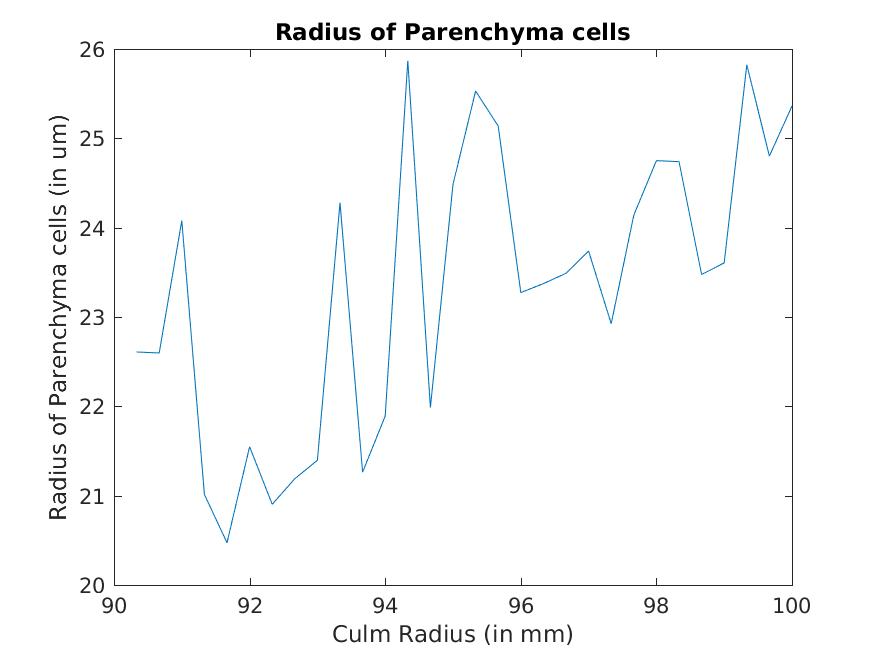 Radius of Parenchyma cells
Radius of Parenchyma cells (in um)
26
25
24
23
22
21
20
90 92 94 96 98 100
Culm Radius (in mm)